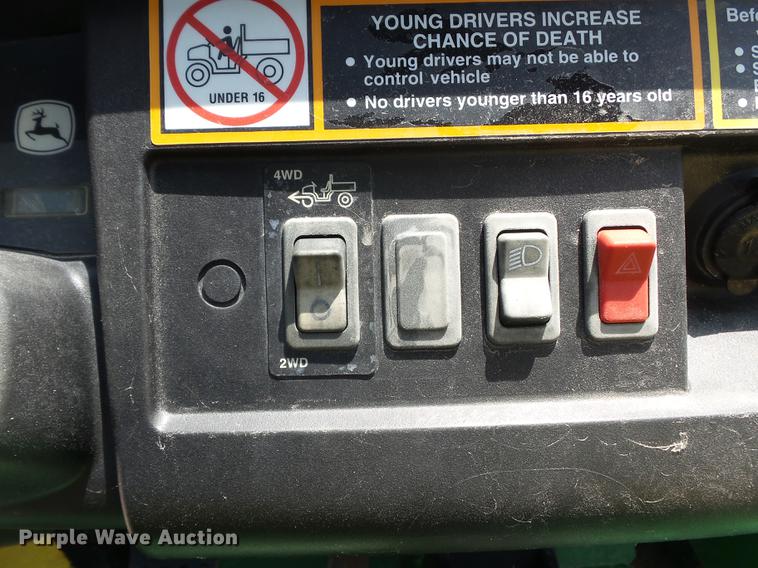 YOUNG DRIVERS INCREASE
CHANCE OF DEATH
• Young drivers may not be able to
control vehicle
• No drivers younger than 16 years old
UNDER 16
Befo
4WD
2WD
Purple Wave Auction